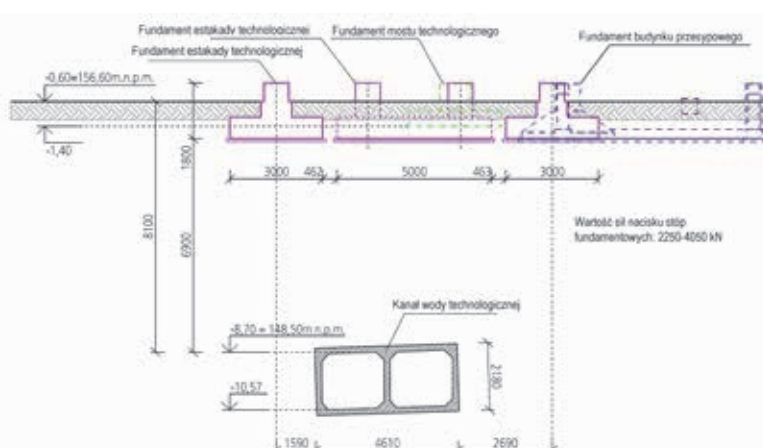 Fundament estakady technologicznej
Fundament mostu technologicznego
Fundament estakady technologicznej
Fundament budynku przesypowego
-0,60=156,60m.n.p.m.
-1,40
1800
3000
463
5000
463
3000
8100
6900
Wartość sił nacisku stóp
fundamentowych: 2250-4050 kN
Kanał wody technologicznej
-8,70 = 148,50m.n.p.m.
-10,57
2180
1590
4610
2690